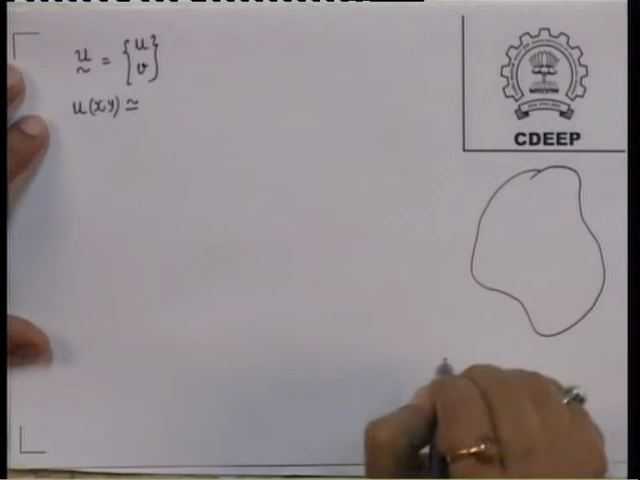 ṵ = {u v}
u(x,y) ≅
CDEEP